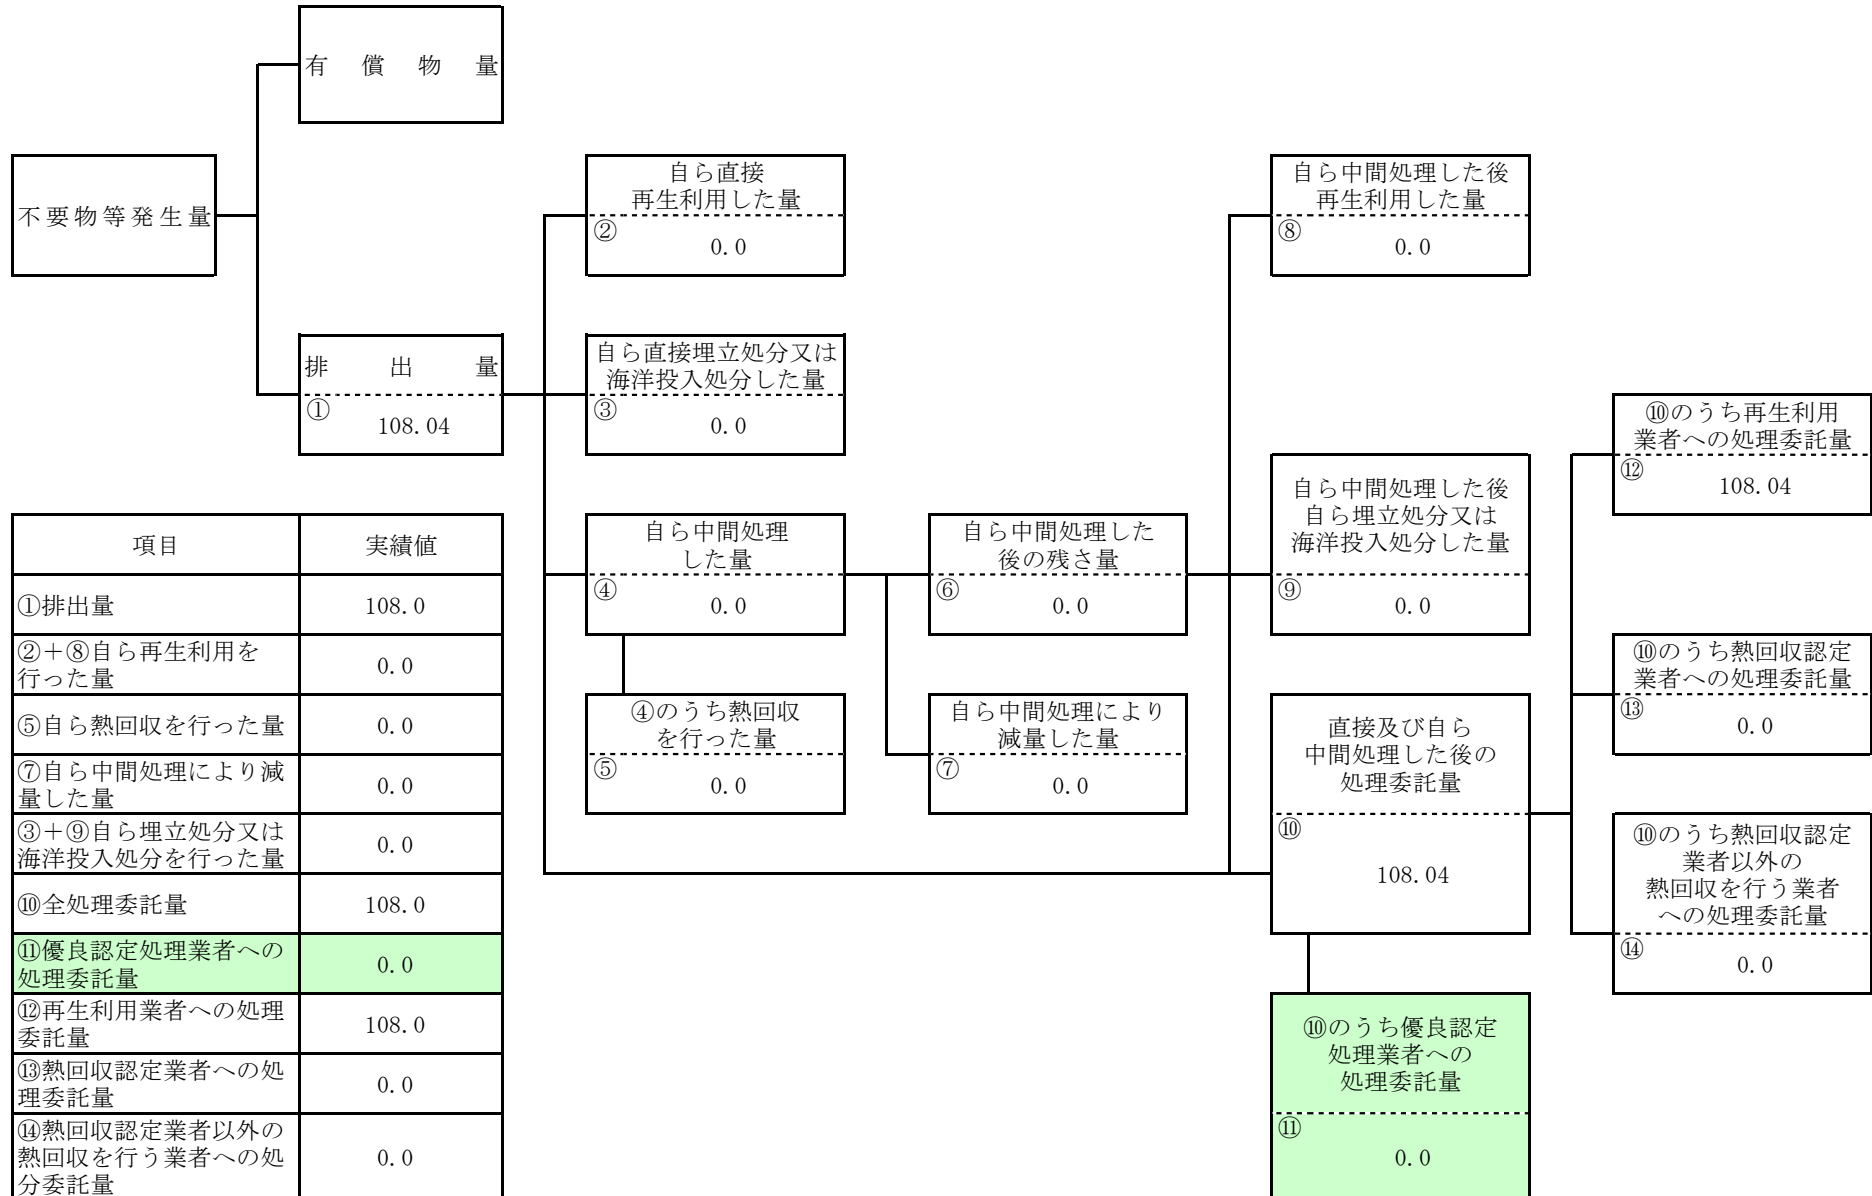 有償物量
不要物等発生量
自ら直接
再生利用した量
②
0.0
自ら中間処理した後
再生利用した量
⑧
0.0
排出量
①
108.04
自ら直接埋立処分又は
海洋投入処分した量
③
0.0
⑩のうち再生利用
業者への処理委託量
⑫
108.04
自ら中間処理
した量
④
0.0
自ら中間処理した
後の残さ量
⑥
0.0
自ら中間処理した後
自ら埋立処分又は
海洋投入処分した量
⑨
0.0
⑩のうち熱回収認定
業者への処理委託量
⑬
0.0
④のうち熱回収
を行った量
⑤
0.0
自ら中間処理により
減量した量
⑦
0.0
直接及び自ら
中間処理した後の
処理委託量
⑩
108.04
⑩のうち熱回収認定
業者以外の
熱回収を行う業者
への処理委託量
⑭
0.0
⑩のうち優良認定
処理業者への
処理委託量
⑪
0.0
項目 実績値
①排出量 108.0
②＋⑧自ら再生利用を
行った量 0.0
⑤自ら熱回収を行った量 0.0
⑦自ら中間処理により減
量した量 0.0
③＋⑨自ら埋立処分又は
海洋投入処分を行った量 0.0
⑩全処理委託量 108.0
⑪優良認定処理業者への
処理委託量 0.0
⑫再生利用業者への処理
委託量 108.0
⑬熱回収認定業者への処
理委託量 0.0
⑭熱回収認定業者以外の
熱回収を行う業者への処
分委託量 0.0